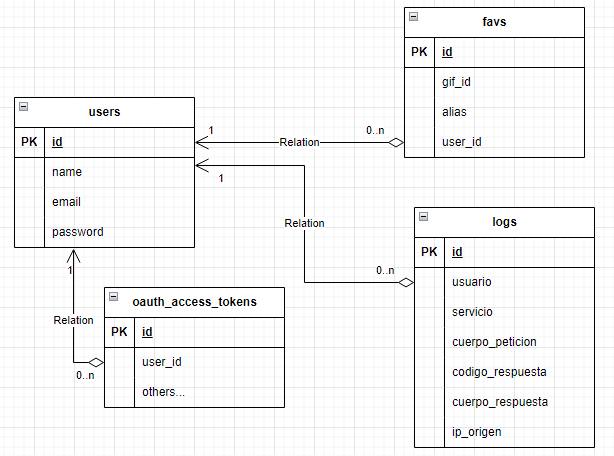 favs
PK id
gif_id
alias
user_id
users
PK id
name
email
password
1 Relation 0..n
1
Relation
0..n
logs
PK id
usuario
servicio
cuerpo_peticion
codigo_respuesta
cuerpo_respuesta
ip_origen
1
Relation
0..n
oauth_access_tokens
PK id
user_id
others...